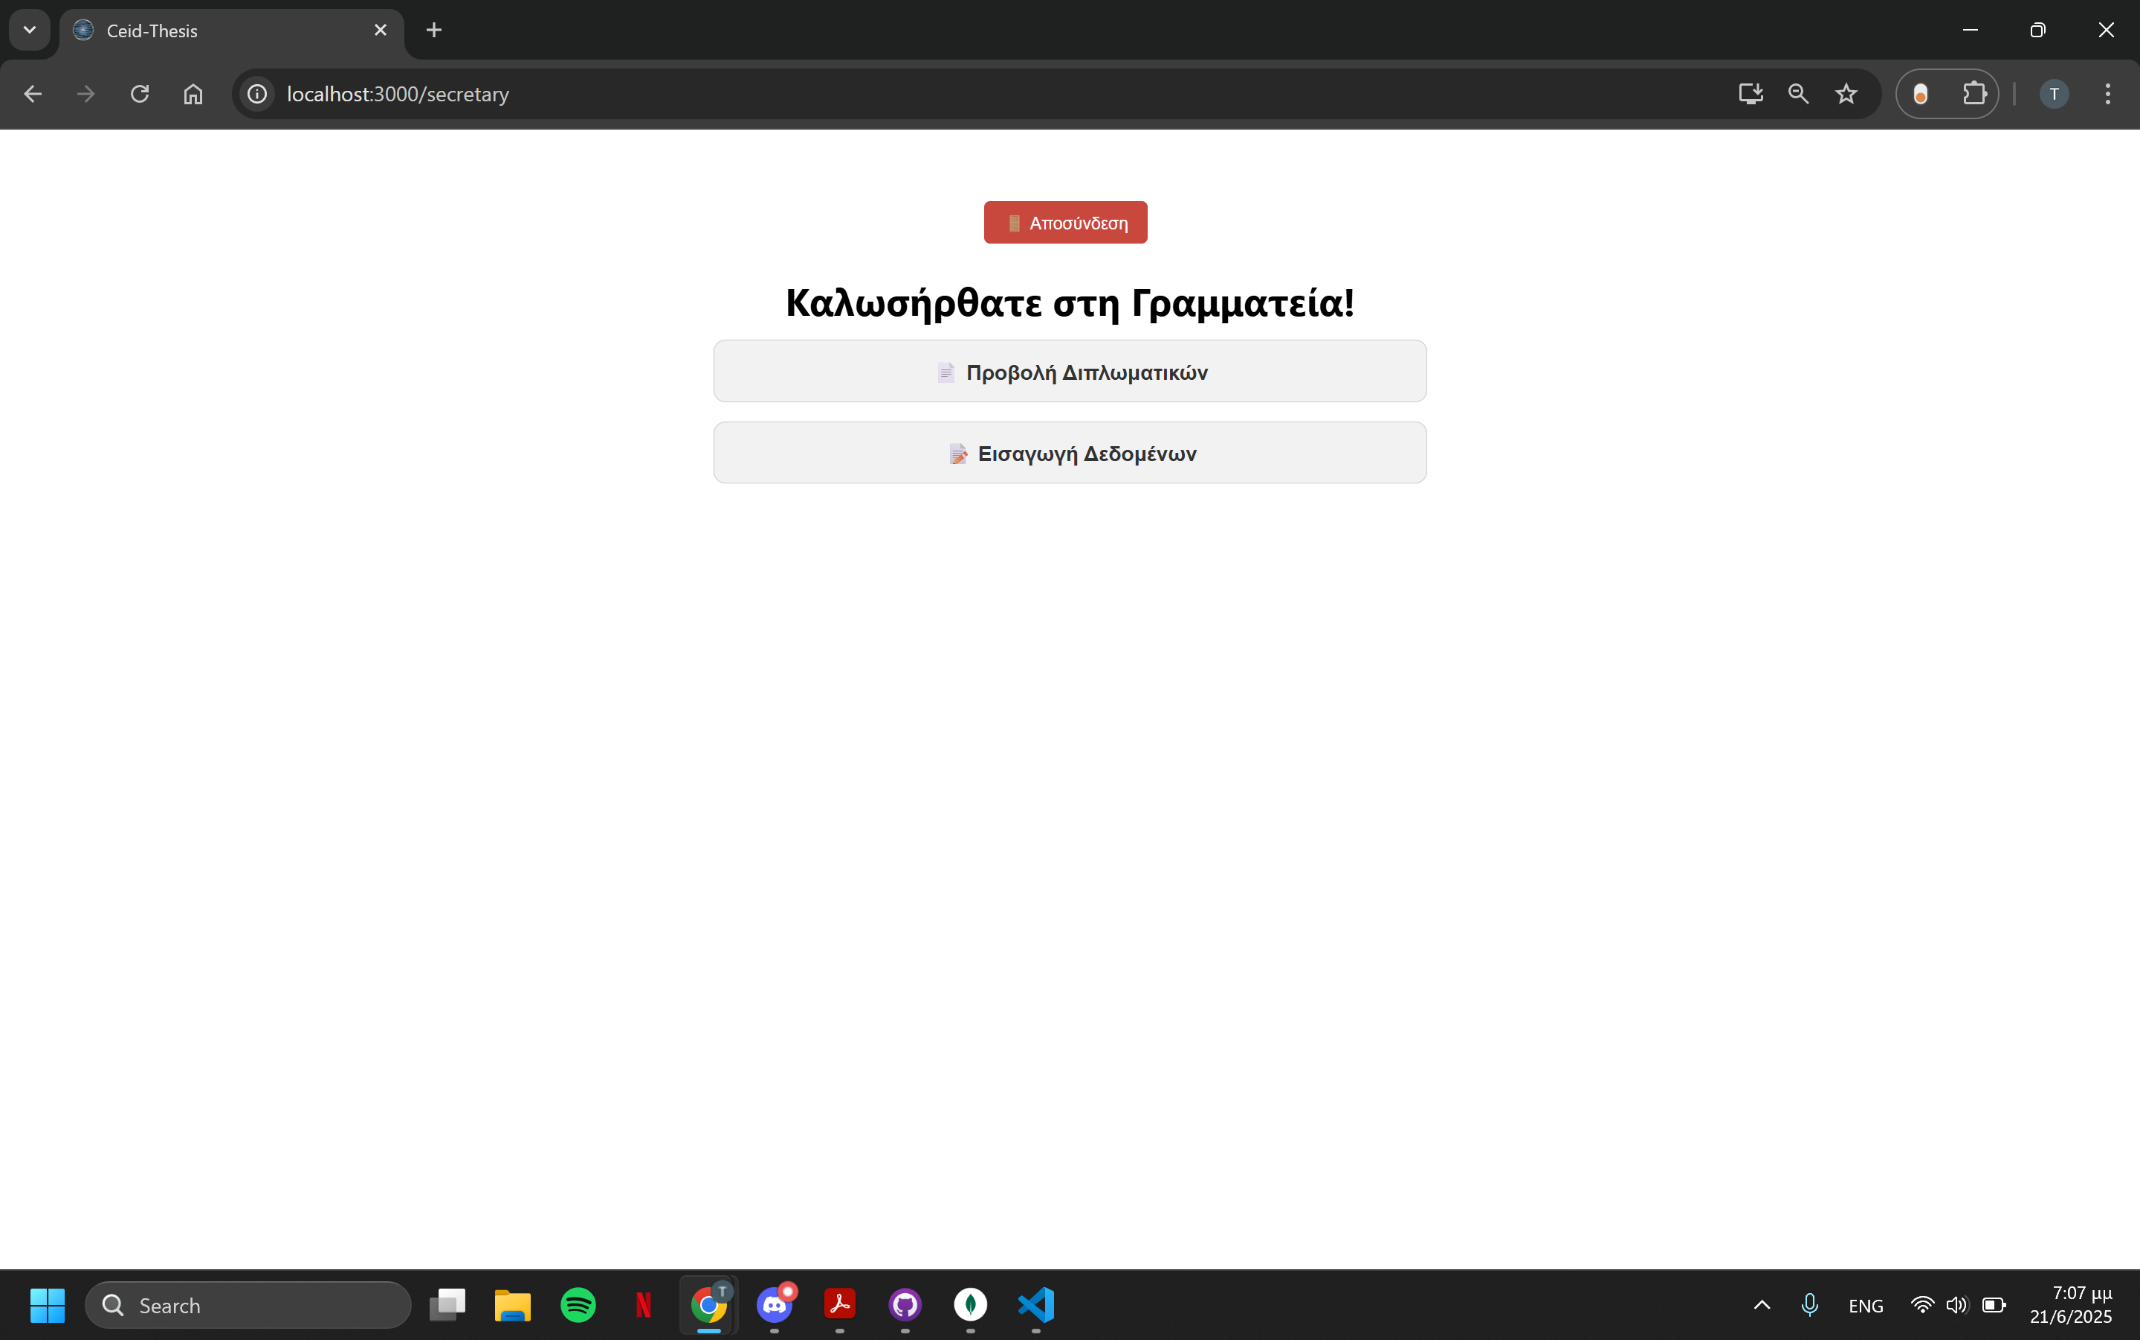 Ceid-Thesis
localhost:3000/secretary
T
Αποσύνδεση
Καλωσήρθατε στη Γραμματεία!
Προβολή Διπλωματικών
Εισαγωγή Δεδομένων
Search
T
ENG
7:07 μμ
21/6/2025